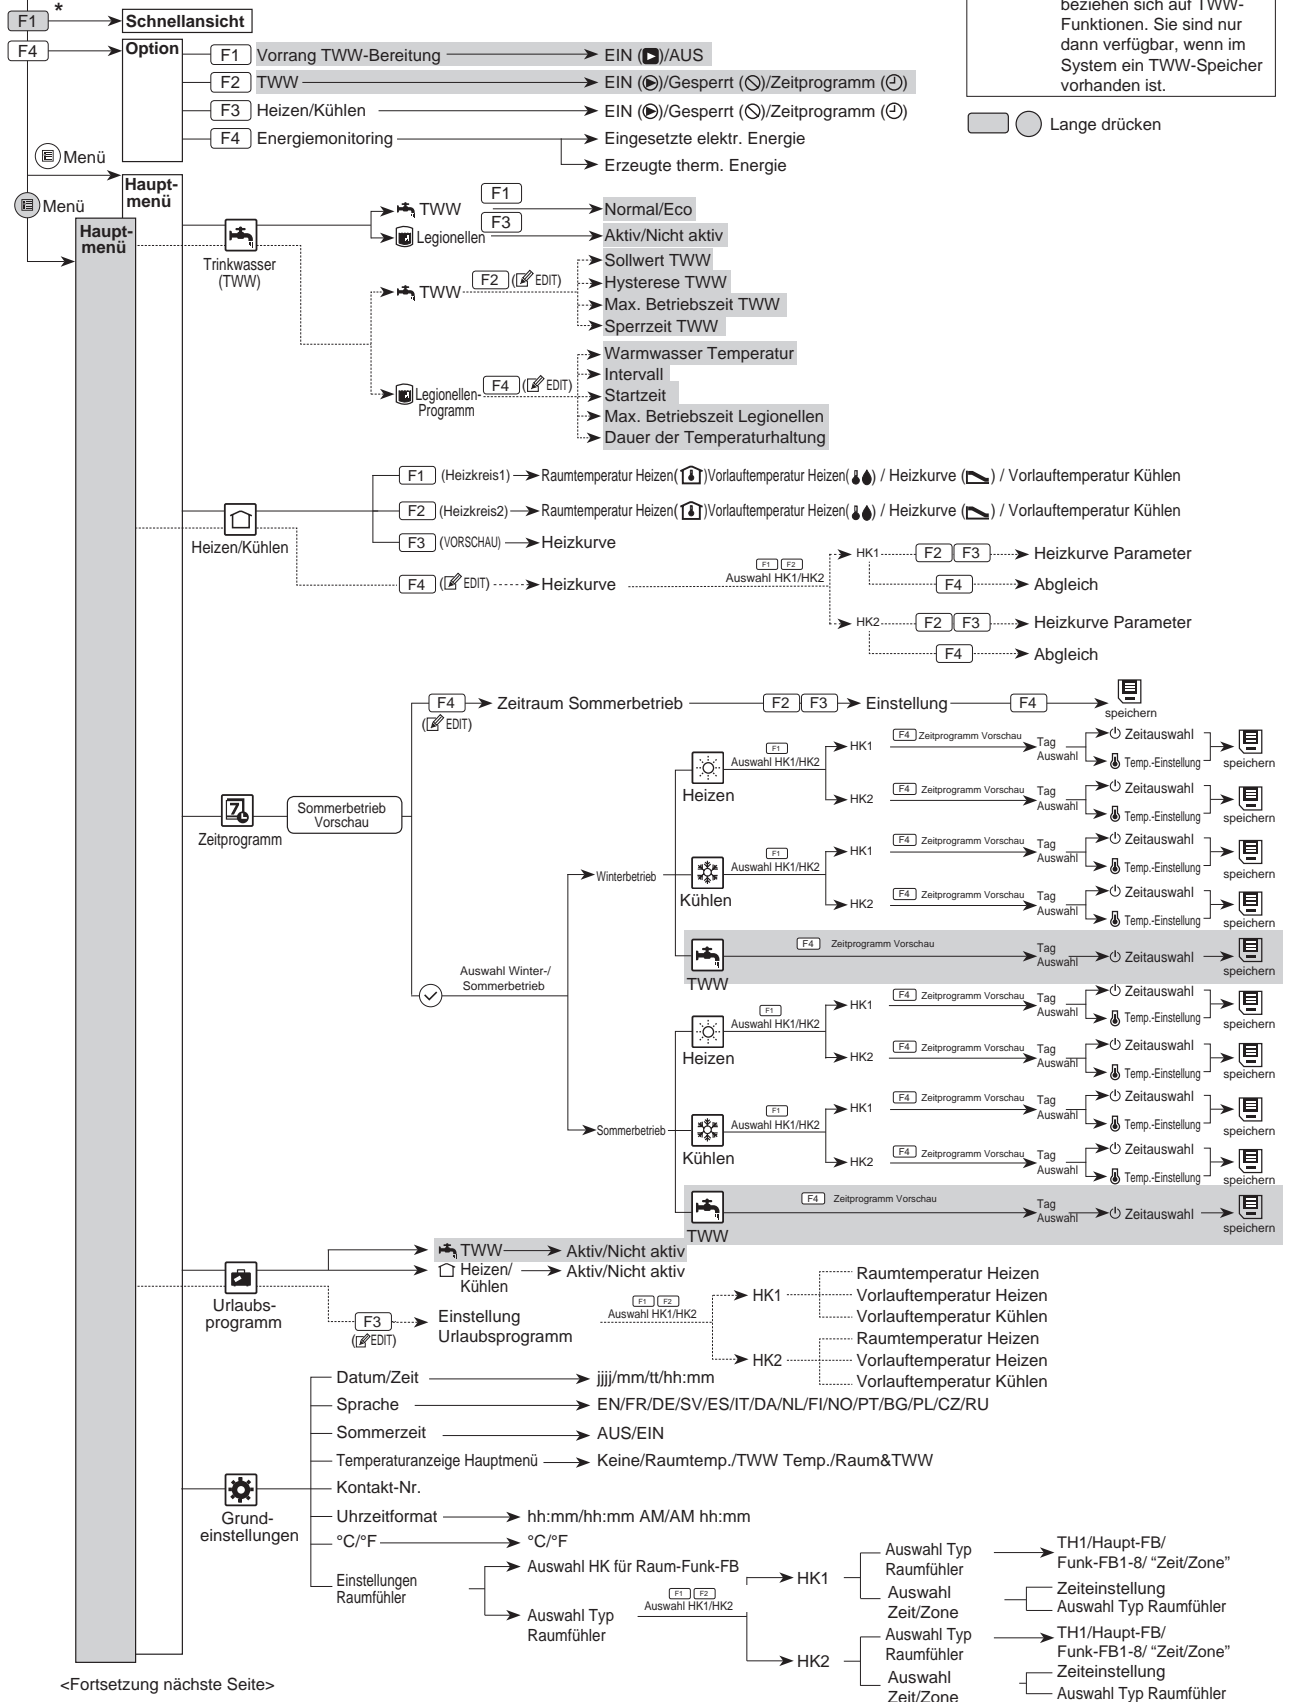 beziehen sich auf TWW-
Funktionen. Sie sind nur
dann verfügbar, wenn im
System ein TWW-Speicher
vorhanden ist.
Lange drücken
F1 * Schnellansicht
F4 Option
F1 Vorrang TWW-Bereitung EIN/AUS
F2 TWW EIN/Gesperrt/Zeitprogramm
F3 Heizen/Kühlen EIN/Gesperrt/Zeitprogramm
F4 Energiemonitoring Eingesetzte elektr. Energie
Erzeugte therm. Energie
Menü
Haupt-
menü
Menü
Haupt-
menü
Trinkwasser
(TWW)
TWW F1 Normal/Eco
Legionellen F3 Aktiv/Nicht aktiv
TWW F2 (EDIT)
Sollwert TWW
Hysterese TWW
Max. Betriebszeit TWW
Sperrzeit TWW
Legionellen-
Programm
F4 (EDIT)
Warmwasser Temperatur
Intervall
Startzeit
Max. Betriebszeit Legionellen
Dauer der Temperaturhaltung
Heizen/Kühlen
F1 (Heizkreis1) Raumtemperatur Heizen()Vorlauftemperatur Heizen() / Heizkurve () / Vorlauftemperatur Kühlen
F2 (Heizkreis2) Raumtemperatur Heizen()Vorlauftemperatur Heizen() / Heizkurve () / Vorlauftemperatur Kühlen
F3 (VORSCHAU) Heizkurve
F4 (EDIT) Heizkurve
F1 F2
Auswahl HK1/HK2
HK1 F2 F3 Heizkurve Parameter
F4 Abgleich
HK2 F2 F3 Heizkurve Parameter
F4 Abgleich
Zeitprogramm
7
Sommerbetrieb
Vorschau
F4
(EDIT)
Zeitraum Sommerbetrieb F2 F3 Einstellung F4 speichern
Auswahl Winter-/
Sommerbetrieb
Winterbetrieb
Heizen
F1
Auswahl HK1/HK2
HK1 F4 Zeitprogramm Vorschau Tag Auswahl Zeitauswahl
Temp.-Einstellung speichern
HK2 F4 Zeitprogramm Vorschau Tag Auswahl Zeitauswahl
Temp.-Einstellung speichern
Kühlen
F1
Auswahl HK1/HK2
HK1 F4 Zeitprogramm Vorschau Tag Auswahl Zeitauswahl
Temp.-Einstellung speichern
HK2 F4 Zeitprogramm Vorschau Tag Auswahl Zeitauswahl
Temp.-Einstellung speichern
TWW F4 Zeitprogramm Vorschau Tag Auswahl Zeitauswahl speichern
Sommerbetrieb
Heizen
F1
Auswahl HK1/HK2
HK1 F4 Zeitprogramm Vorschau Tag Auswahl Zeitauswahl
Temp.-Einstellung speichern
HK2 F4 Zeitprogramm Vorschau Tag Auswahl Zeitauswahl
Temp.-Einstellung speichern
Kühlen
F1
Auswahl HK1/HK2
HK1 F4 Zeitprogramm Vorschau Tag Auswahl Zeitauswahl
Temp.-Einstellung speichern
HK2 F4 Zeitprogramm Vorschau Tag Auswahl Zeitauswahl
Temp.-Einstellung speichern
TWW F4 Zeitprogramm Vorschau Tag Auswahl Zeitauswahl speichern
Urlaubs-
programm
TWW Aktiv/Nicht aktiv
Heizen/
Kühlen
Aktiv/Nicht aktiv
F3
(EDIT)
Einstellung
Urlaubsprogramm
F1 F2
Auswahl HK1/HK2
HK1
Raumtemperatur Heizen
Vorlauftemperatur Heizen
Vorlauftemperatur Kühlen
HK2
Raumtemperatur Heizen
Vorlauftemperatur Heizen
Vorlauftemperatur Kühlen
Grund-
einstellungen
Datum/Zeit jjjj/mm/tt/hh:mm
Sprache EN/FR/DE/SV/ES/IT/DA/NL/FI/NO/PT/BG/PL/CZ/RU
Sommerzeit AUS/EIN
Temperaturanzeige Hauptmenü Keine/Raumtemp./TWW Temp./Raum&TWW
Kontakt-Nr.
Uhrzeitformat hh:mm/hh:mm AM/AM hh:mm
°C/°F °C/°F
Einstellungen
Raumfühler
Auswahl HK für Raum-Funk-FB
Auswahl Typ
Raumfühler
F1 F2
Auswahl HK1/HK2
HK1
Auswahl Typ
Raumfühler
TH1/Haupt-FB/
Funk-FB1-8/ “Zeit/Zone”
Auswahl
Zeit/Zone
Zeiteinstellung
Auswahl Typ Raumfühler
HK2
Auswahl Typ
Raumfühler
TH1/Haupt-FB/
Funk-FB1-8/ “Zeit/Zone”
Auswahl
Zeit/Zone
Zeiteinstellung
Auswahl Typ Raumfühler
<Fortsetzung nächste Seite>